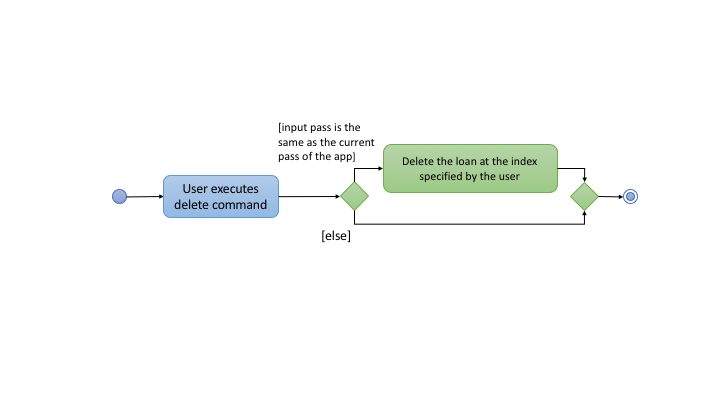 [input pass is the
same as the current
pass of the app]
Delete the loan at the index
specified by the user
User executes
delete command
[else]